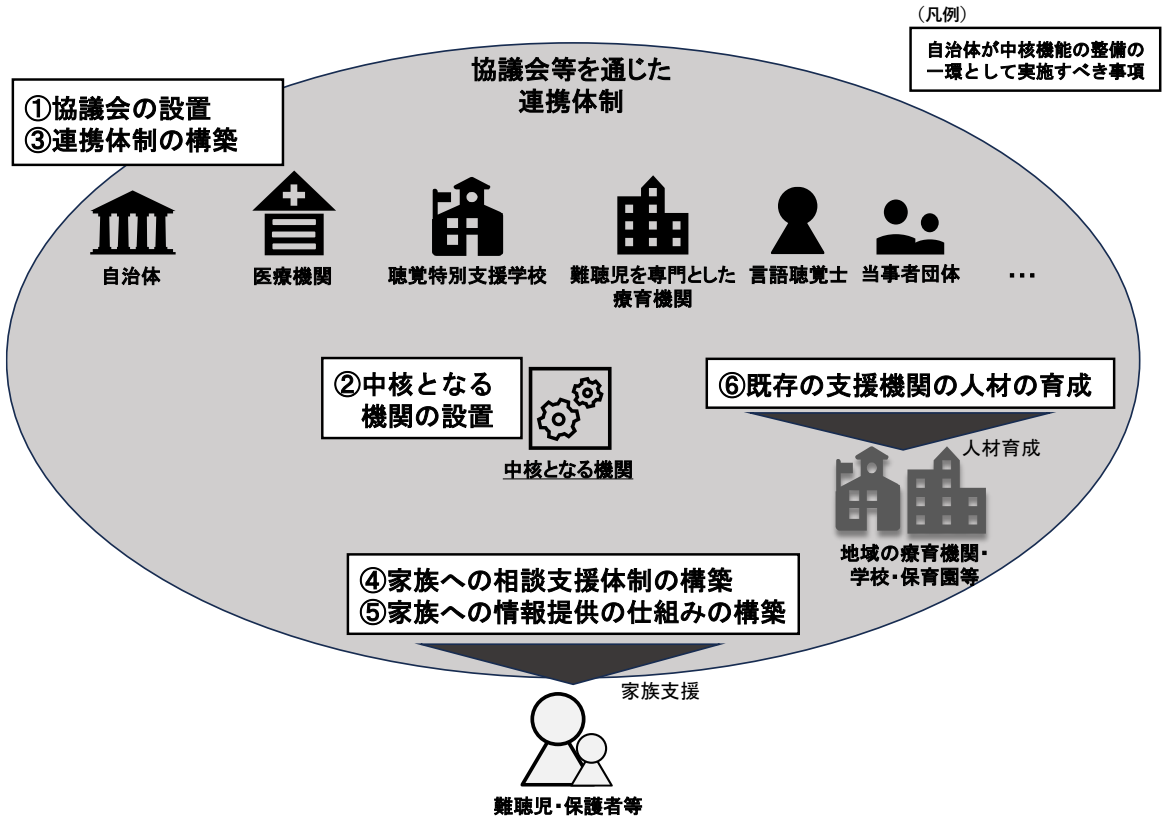 （凡例）
自治体が中核機能の整備の
一環として実施すべき事項
協議会等を通じた
連携体制
①協議会の設置
③連携体制の構築
自治体
医療機関
聴覚特別支援学校
難聴児を専門とした
療育機関
言語聴覚士
当事者団体
…
②中核となる
機関の設置
中核となる機関
⑥既存の支援機関の人材の育成
人材育成
地域の療育機関・
学校・保育園等
④家族への相談支援体制の構築
⑤家族への情報提供の仕組みの構築
家族支援
難聴児・保護者等